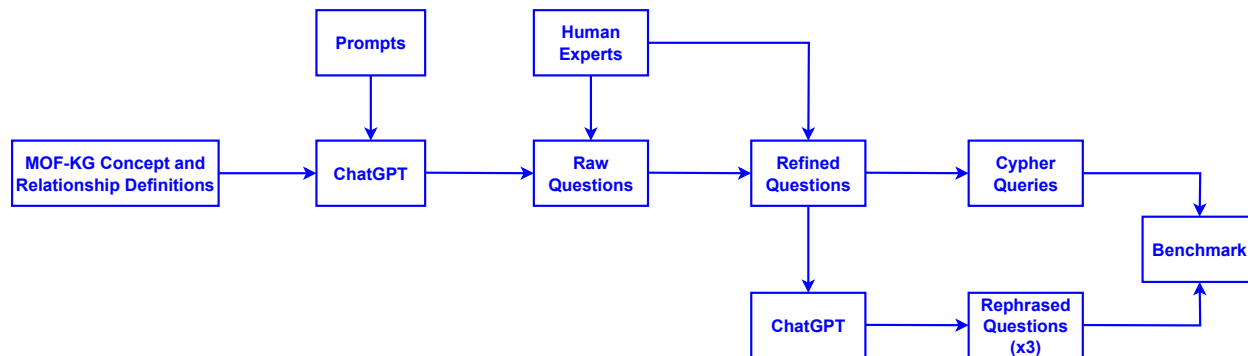 Prompts
Human
Experts
MOF-KG Concept and
Relationship Definitions
ChatGPT
Raw
Questions
Refined
Questions
Cypher
Queries
Benchmark
ChatGPT
Rephrased
Questions
(x3)